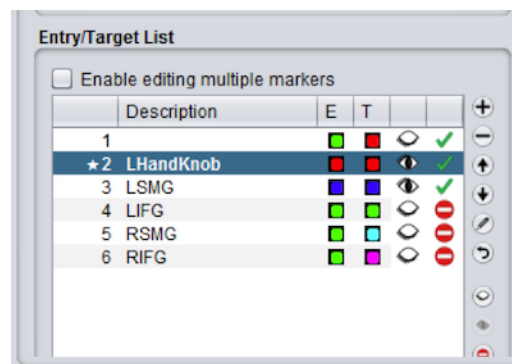 Entry/Target List
Enable editing multiple markers
Description E T
1
★2 LHandKnob
3 LSMG
4 LIFG
5 RSMG
6 RIFG